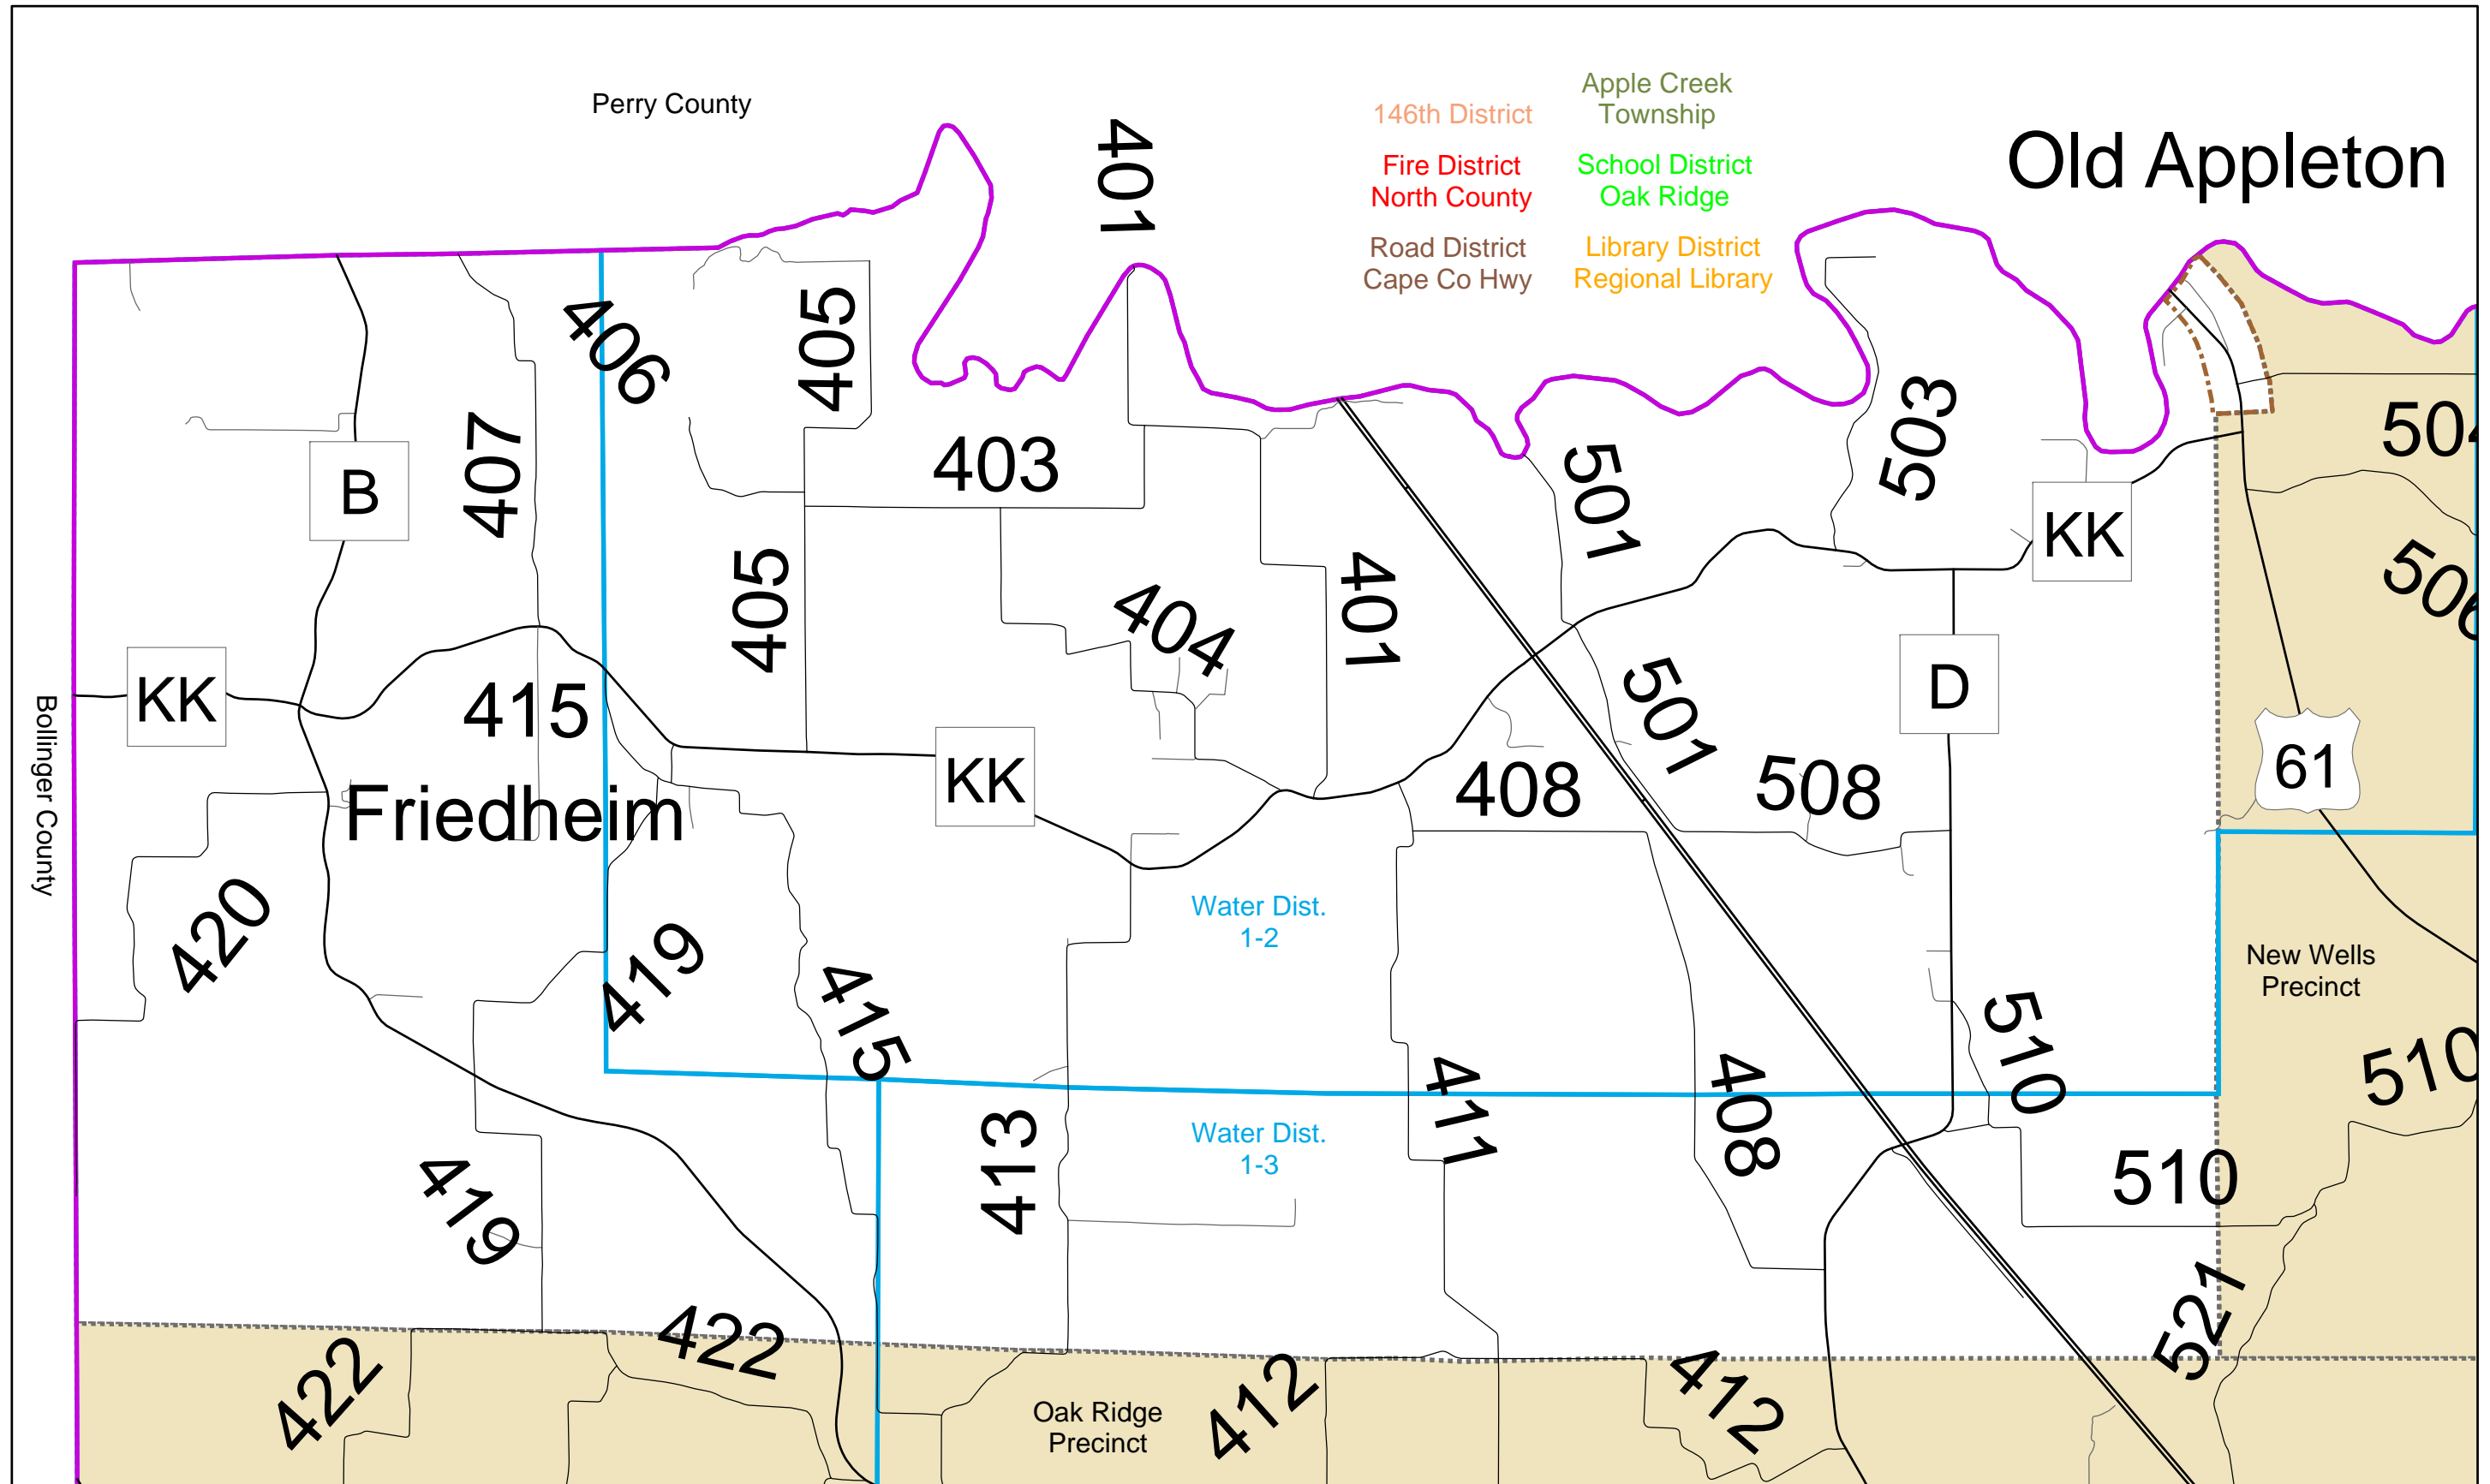 Perry County
146th District
Apple Creek
Township
Fire District
North County
School District
Oak Ridge
Road District
Cape Co Hwy
Library District
Regional Library
Old Appleton
401
406
405
407
403
503
504
B
501
KK
405
404
401
506
Bollinger County
KK
415
501
D
61
Friedheim
KK
408
508
420
419
Water Dist.
1-2
New Wells
Precinct
415
510
510
413
Water Dist.
1-3
411
408
510
419
521
422
422
412
412
Oak Ridge
Precinct